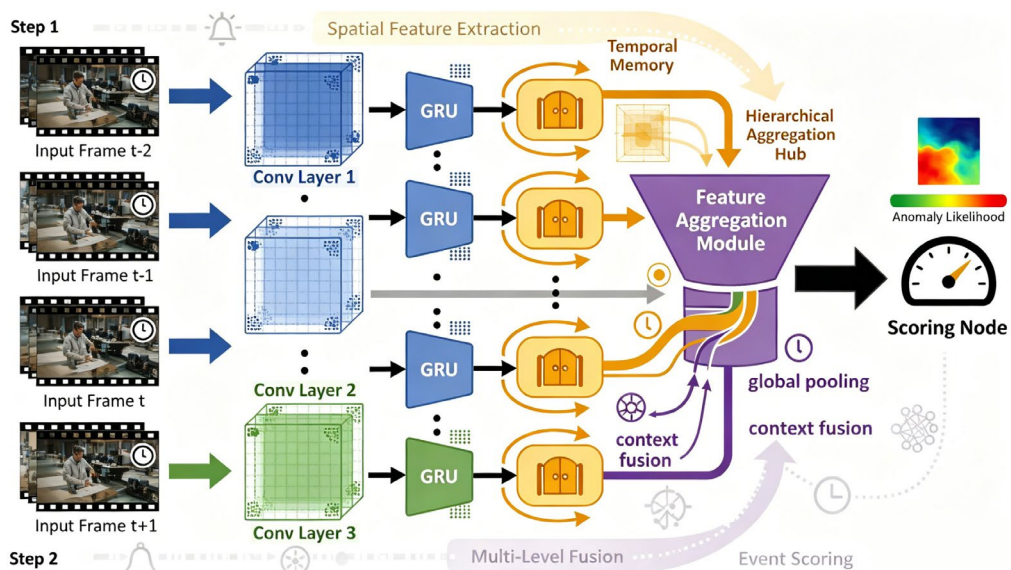 Step 1
Spatial Feature Extraction
Input Frame t-2
Input Frame t-1
Input Frame t
Input Frame t+1
Conv Layer 1
Conv Layer 2
Conv Layer 3
GRU
GRU
GRU
GRU
Temporal
Memory
Hierarchical
Aggregation
Hub
Feature
Aggregation
Module
global pooling
context
fusion
context fusion
Anomaly Likelihood
Scoring Node
Step 2
Multi-Level Fusion
Event Scoring